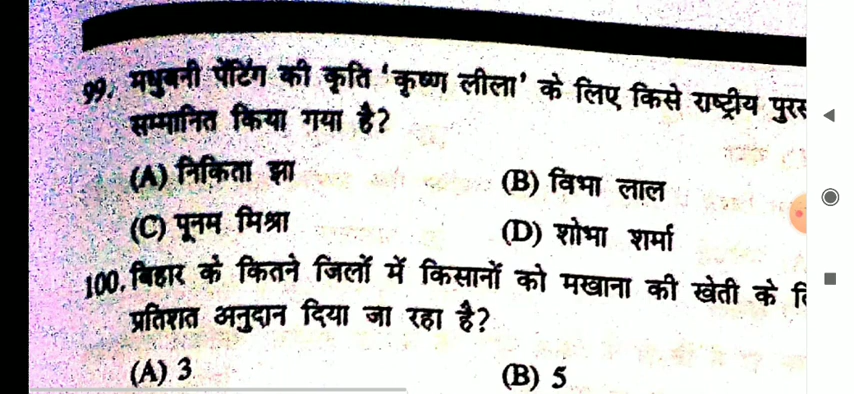 99. मधुबनी पेंटिंग की कृति ‘कृष्ण लीला’ के लिए किसे राष्ट्रीय
सम्मानित किया गया है?
(A) निकिता झा (B) विभा लाल
(C) पूनम मिश्रा (D) शोभा शर्मा
100. बिहार के कितने जिलों में किसानों को मखाना की खेती के
प्रतिशत अनुदान दिया जा रहा है?
(A) 3 (B) 5